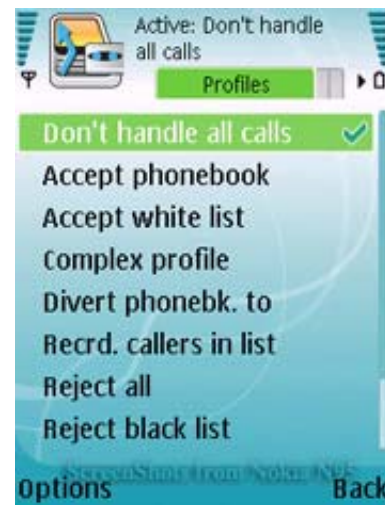 Active: Don't handle
all calls
Profiles
Don't handle all calls
Accept phonebook
Accept white list
Complex profile
Divert phonebk. to
Recrd. callers in list
Reject all
Reject black list
ScreenShot from Nokia N95
Options
Back